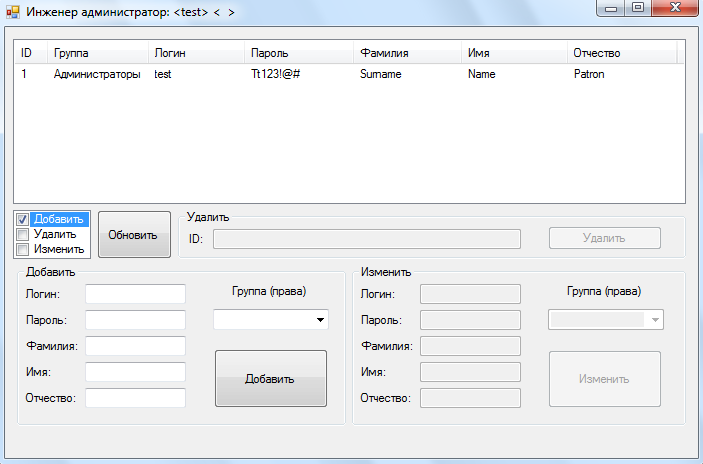 Инженер администратор: <test> < >
ID Группа Логин Пароль Фамилия Имя Отчество
1 Администраторы test Tt123!@# Surname Name Patron
Добавить
Удалить
Изменить
Обновить
Удалить
ID:
Удалить
Добавить
Логин:
Пароль:
Фамилия:
Имя:
Отчество:
Группа (права)
Добавить
Изменить
Логин:
Пароль:
Фамилия:
Имя:
Отчество:
Группа (права)
Изменить